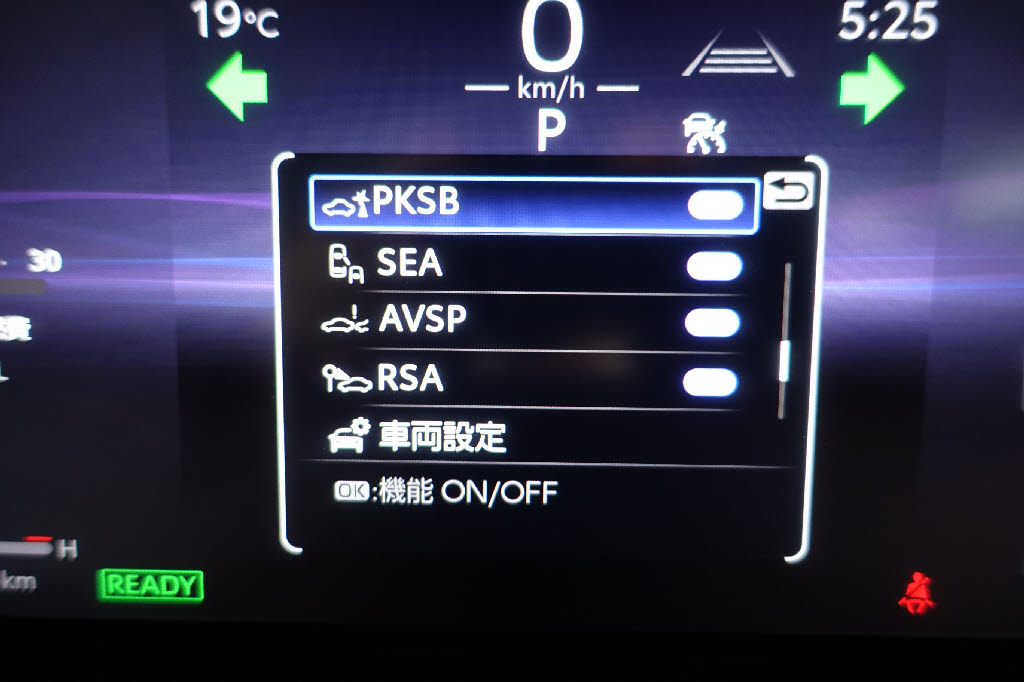 19°C
0
5:25
km/h
P
PKSB
SEA
30
AVSP
RSA
車両設定
OK:機能 ON/OFF
H
km
READY